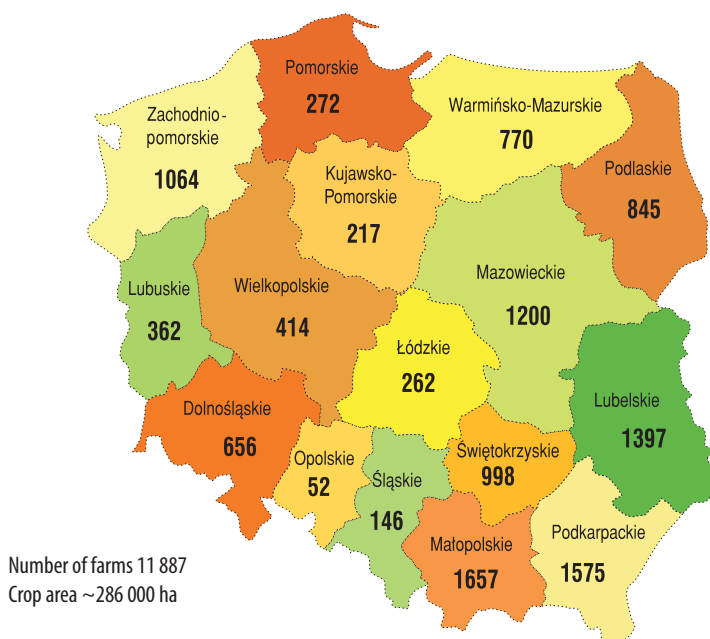 Pomorskie
272
Warmińsko-Mazurskie
770
Zachodnio-
pomorskie
1064
Podlaskie
845
Kujawsko-
Pomorskie
217
Mazowieckie
1200
Lubuskie
362
Wielkopolskie
414
Łódzkie
262
Lubelskie
1397
Dolnośląskie
656
Opolskie
52
Śląskie
146
Świętokrzyskie
998
Małopolskie
1657
Podkarpackie
1575
Number of farms 11 887
Crop area ~286 000 ha